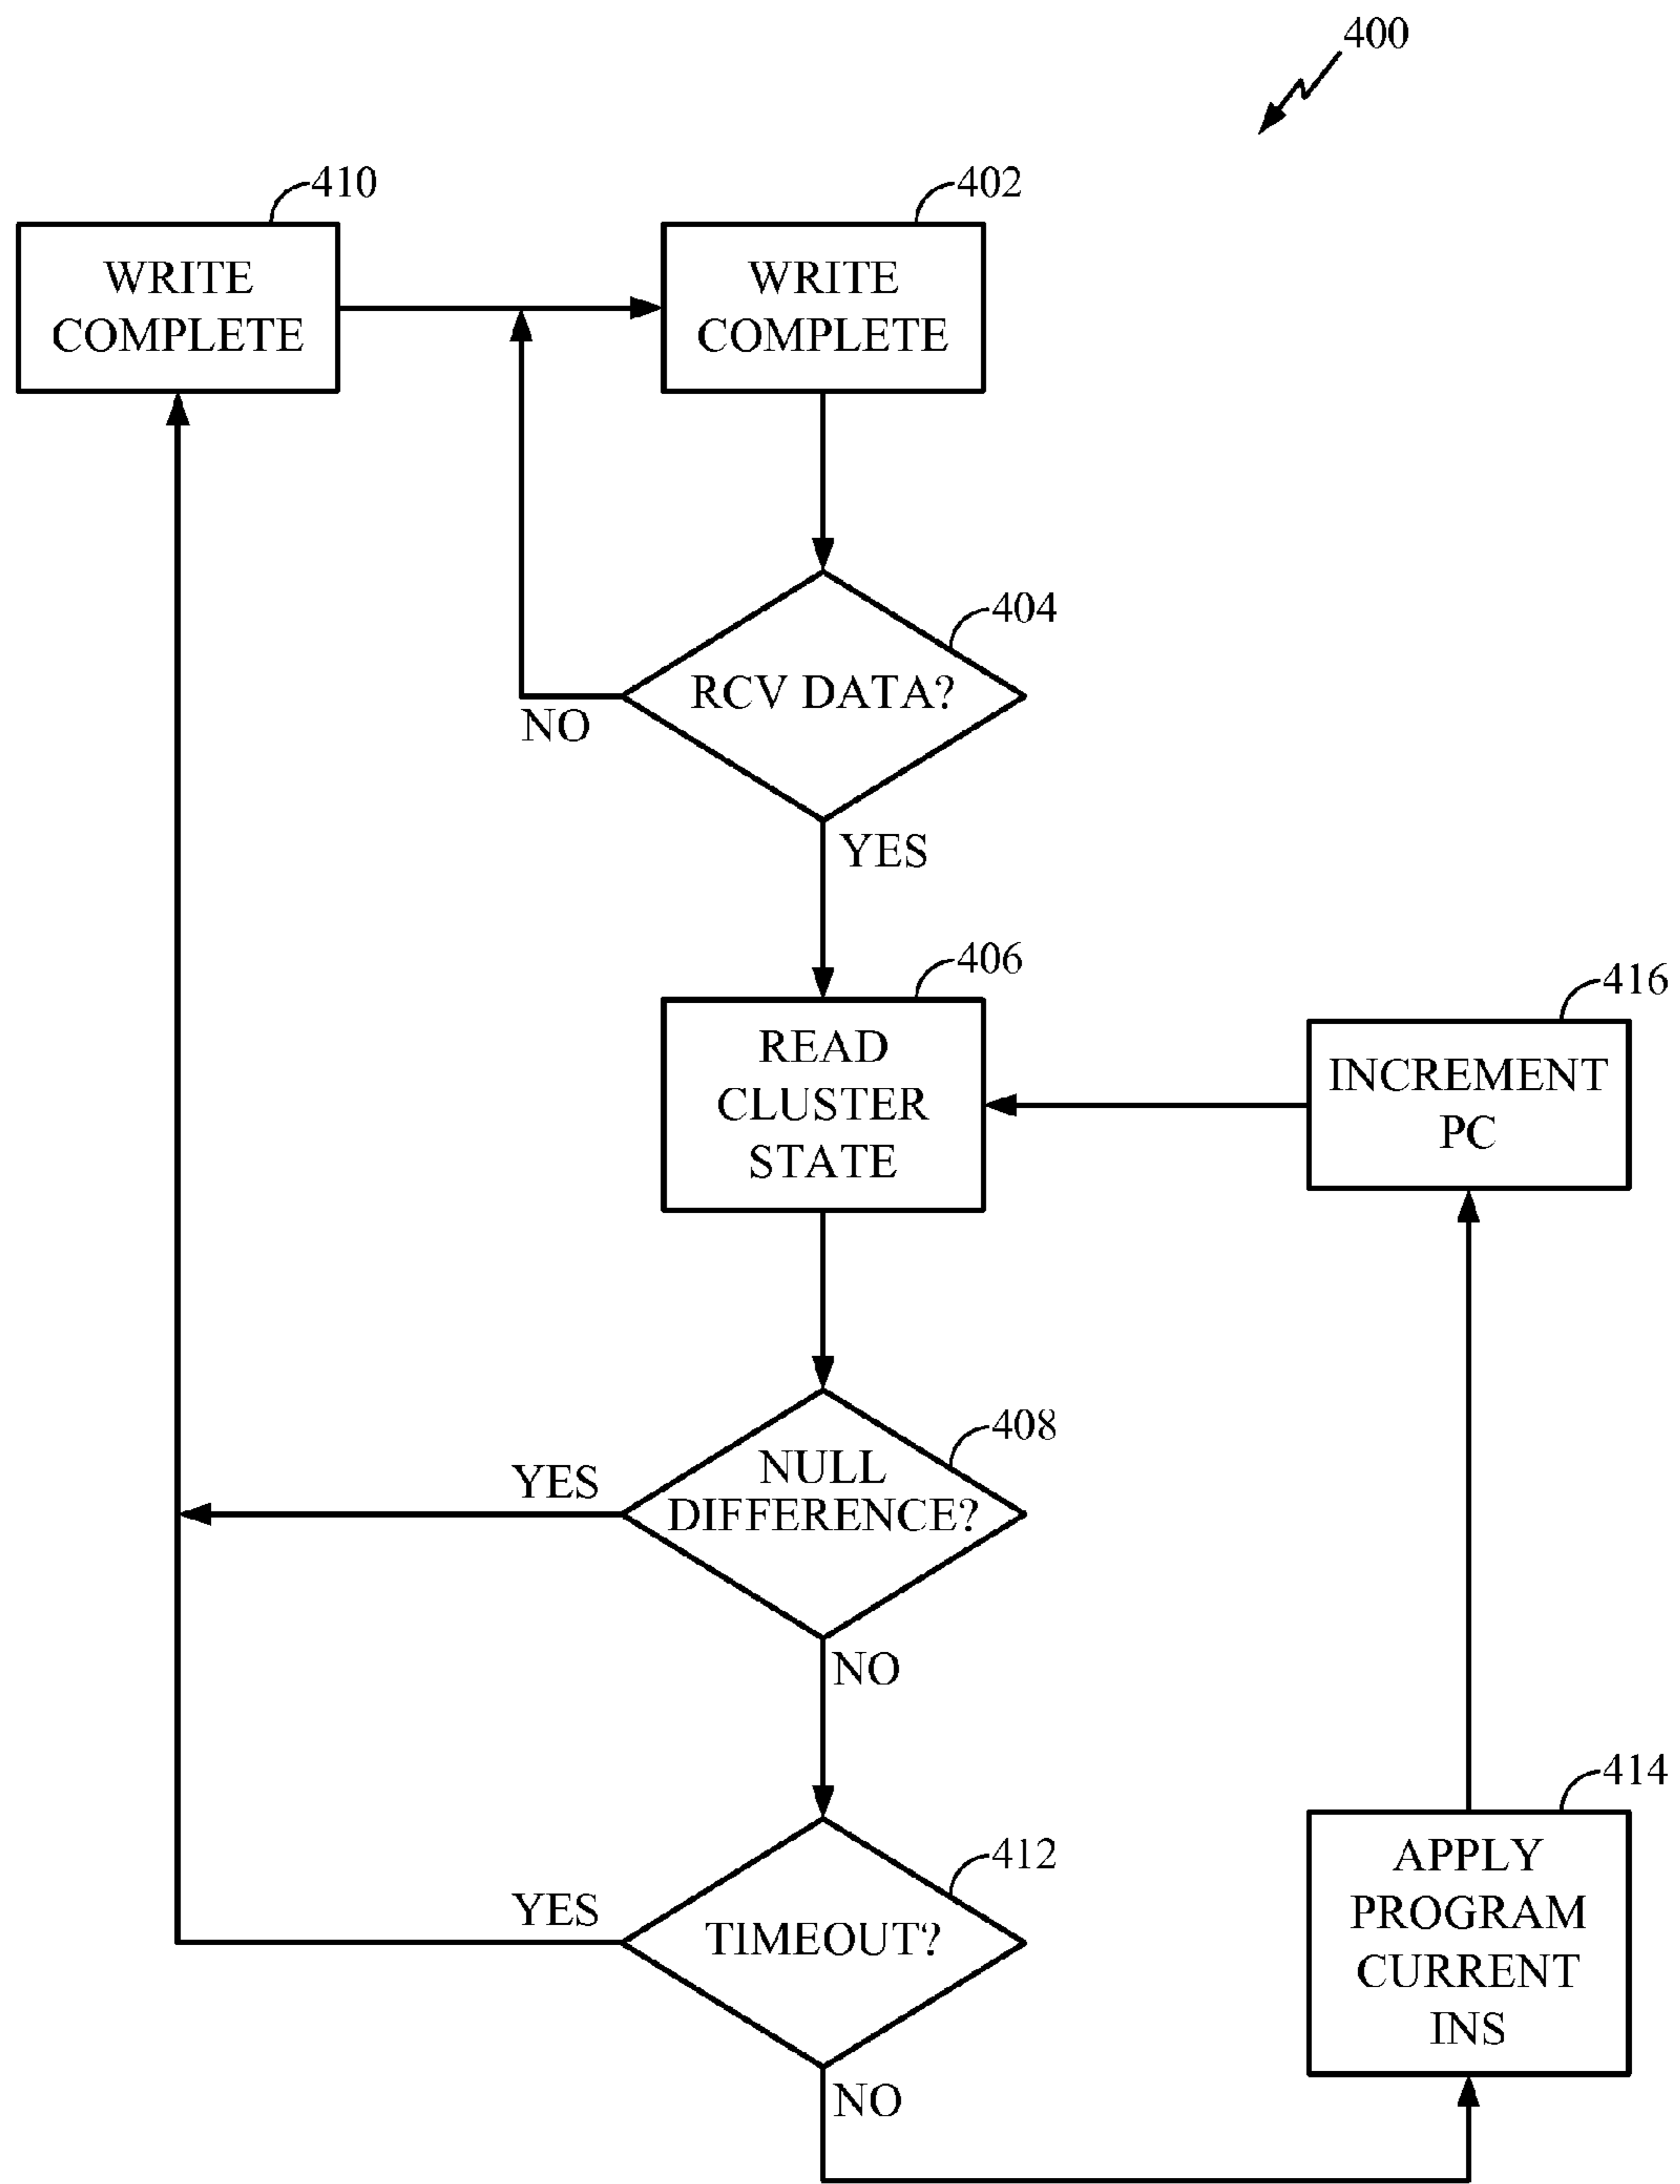 400
410
402
WRITE
COMPLETE
WRITE
COMPLETE
404
RCV DATA?
NO
YES
406
416
READ
CLUSTER
STATE
INCREMENT
PC
408
NULL
DIFFERENCE?
YES
NO
414
412
APPLY
PROGRAM
CURRENT
INS
YES
TIMEOUT?
NO